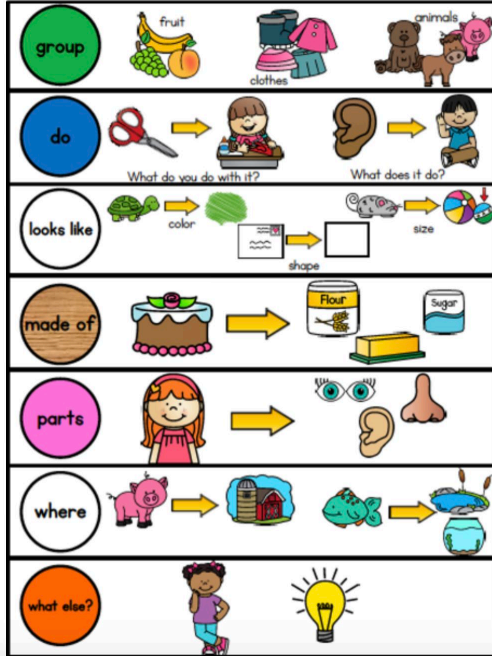 group
fruit
clothes
animals
do
What do you do with it?
What does it do?
looks like
color
shape
size
made of
Flour
Sugar
parts
where
what else?